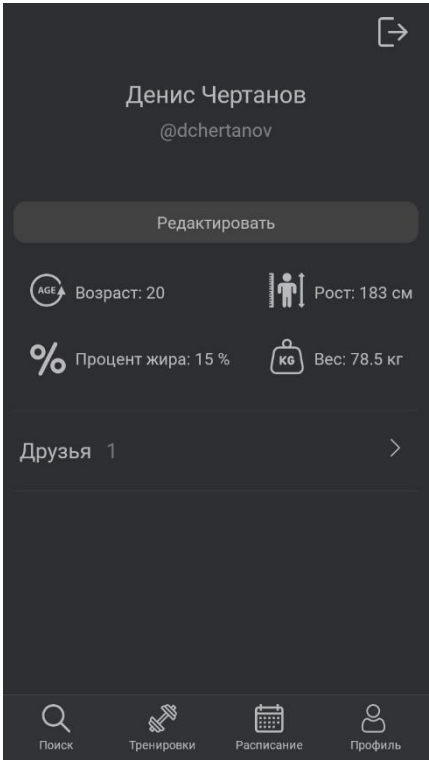 Денис Чертанов
@dchertanov
Редактировать
AGE Возраст: 20
Рост: 183 см
Процент жира: 15 %
KG Вес: 78.5 кг
Друзья 1
Поиск Тренировки Расписание Профиль